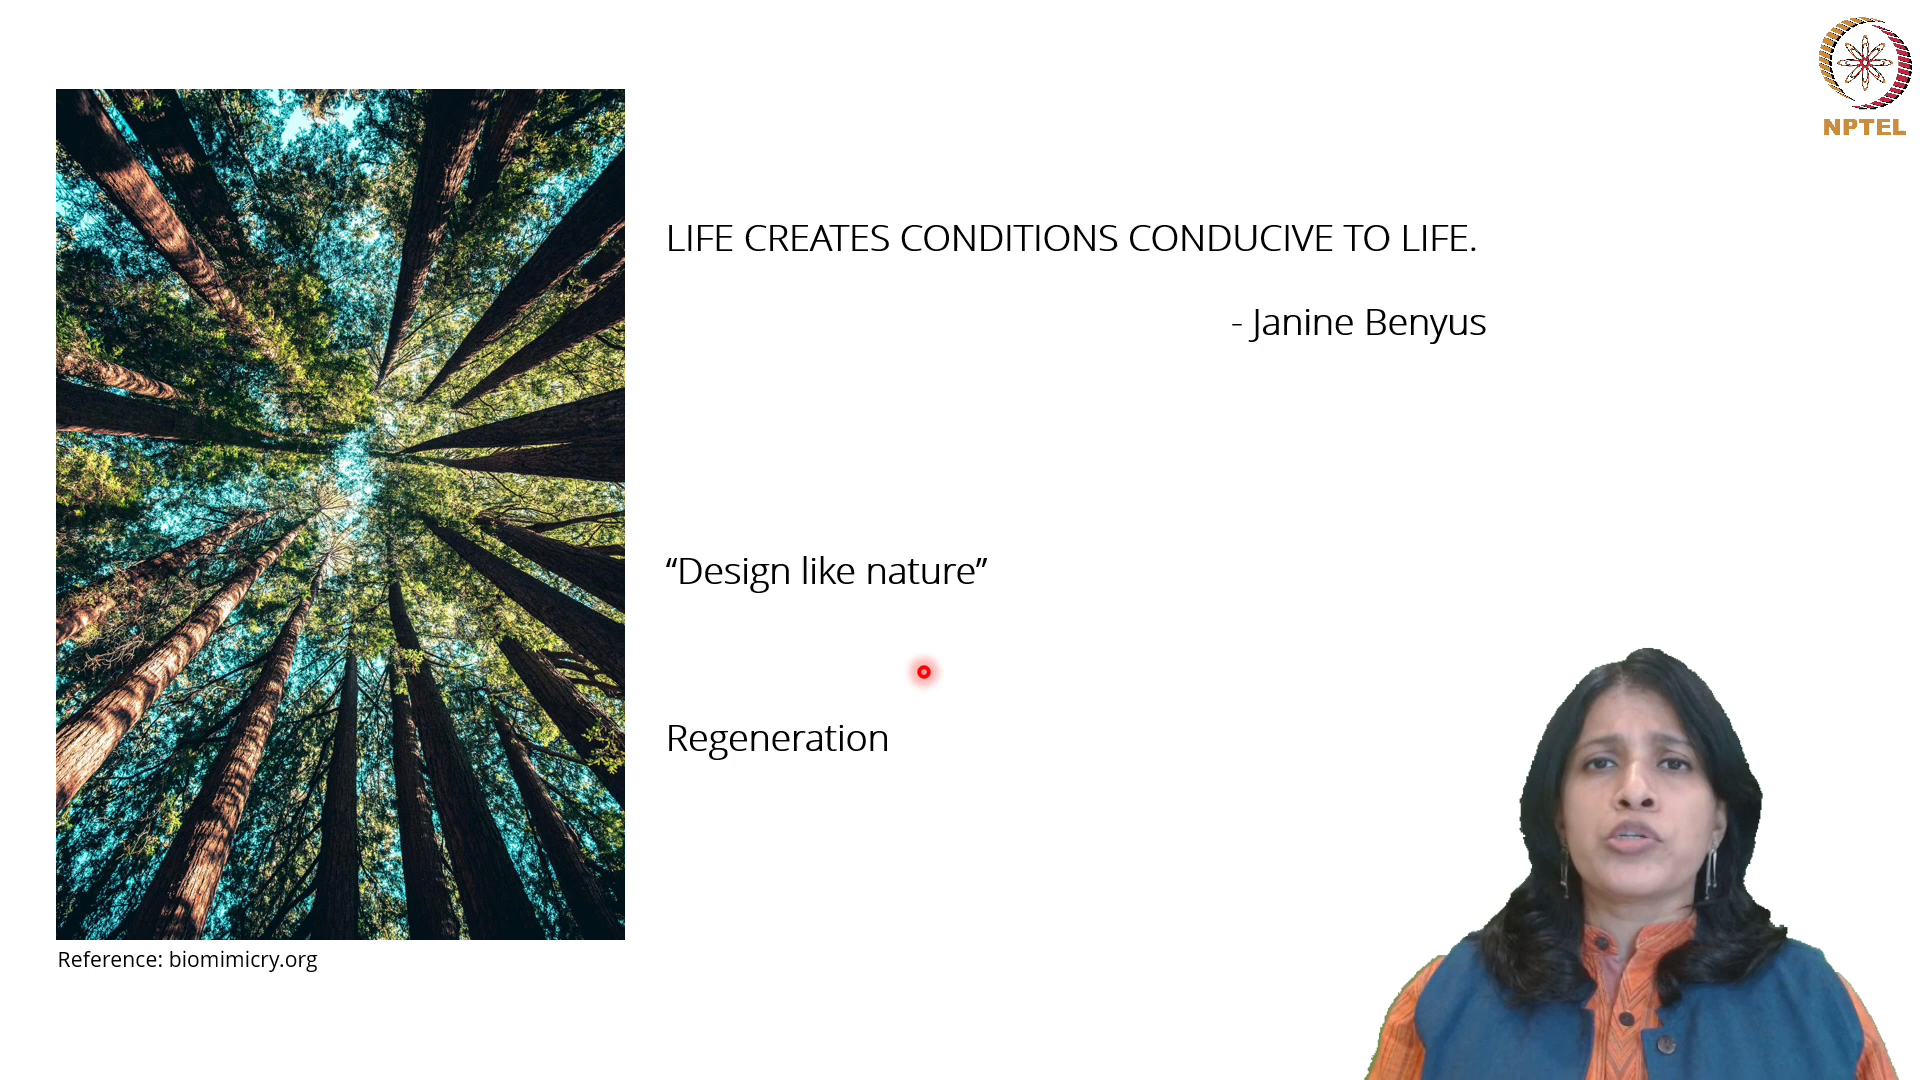 NPTEL
LIFE CREATES CONDITIONS CONDUCIVE TO LIFE.
- Janine Benyus
“Design like nature”
Regeneration
Reference: biomimicry.org